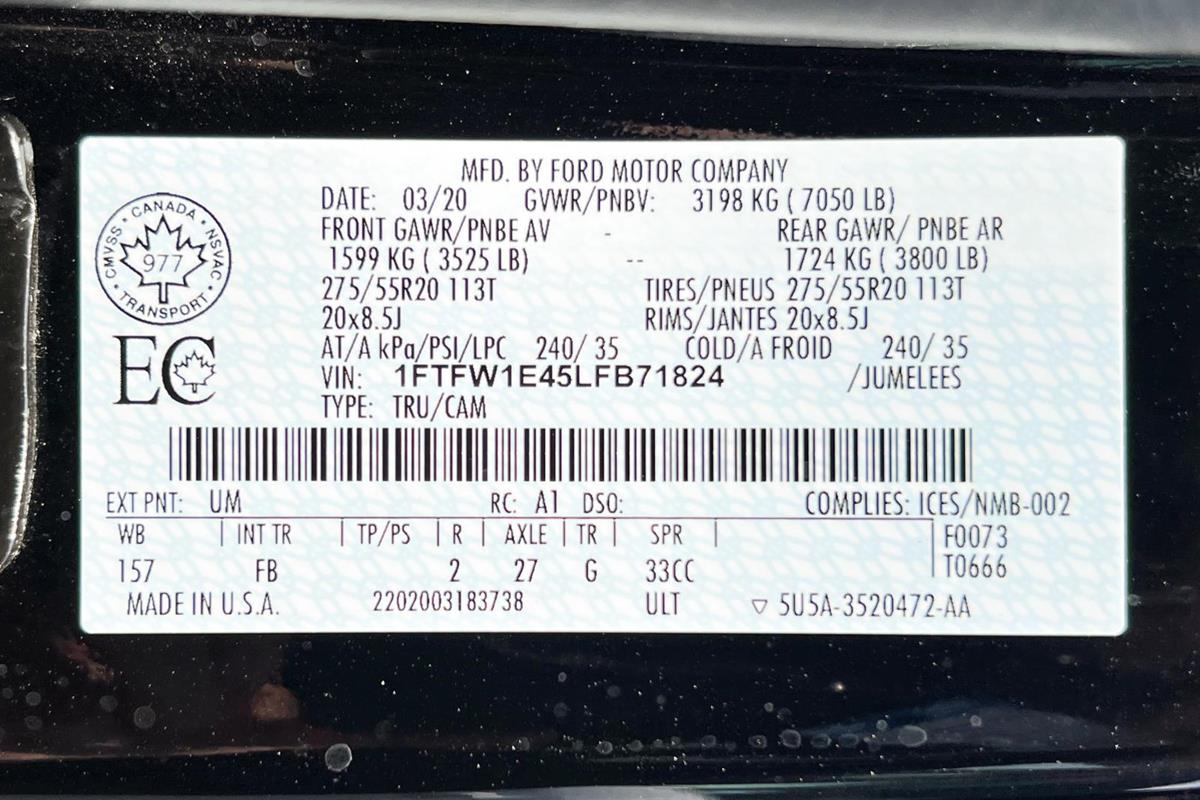 MFD. BY FORD MOTOR COMPANY
DATE: 03/20 GVWR/PNBV: 3198 KG ( 7050 LB)
FRONT GAWR/PNBE AV - REAR GAWR/ PNBE AR
1599 KG ( 3525 LB) -- 1724 KG ( 3800 LB)
275/55R20 113T TIRES/PNEUS 275/55R20 113T
20x8.5J RIMS/JANTES 20x8.5J
AT/A kPa/PSI/LPC 240/ 35 COLD/A FROID 240/ 35
VIN: 1FTFW1E45LFB71824 /JUMELEES
TYPE: TRU/CAM
CANADA
CMVSS 977 NSVAC
TRANSPORT
EC
EXT PNT: UM RC: A1 DSO: COMPLIES: ICES/NMB-002
WB | INT TR | TP/PS | R | AXLE | TR | SPR | F0073
157 FB 2 27 G 33CC T0666
MADE IN U.S.A. 2202003183738 ULT ▽ 5U5A-3520472-AA